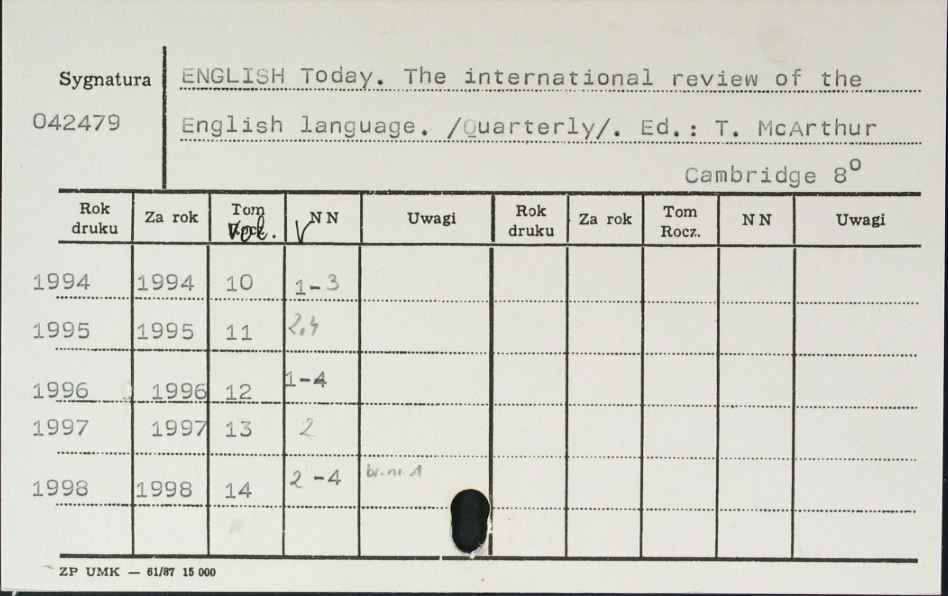 Sygnatura ENGLISH Today. The international review of the
042479 English language. /Quarterly/. Ed.: T. McArthur
Cambridge 8⁰
Rok druku Za rok Tom Rocz. Vol. NN Uwagi Rok druku Za rok Tom Rocz. NN Uwagi
1994 1994 10 1-3
1995 1995 11 2,4
1996 1996 12 1-4
1997 1997 13 2
1998 1998 14 2-4 br. nr 1
ZP UMK — 61/87 15 000